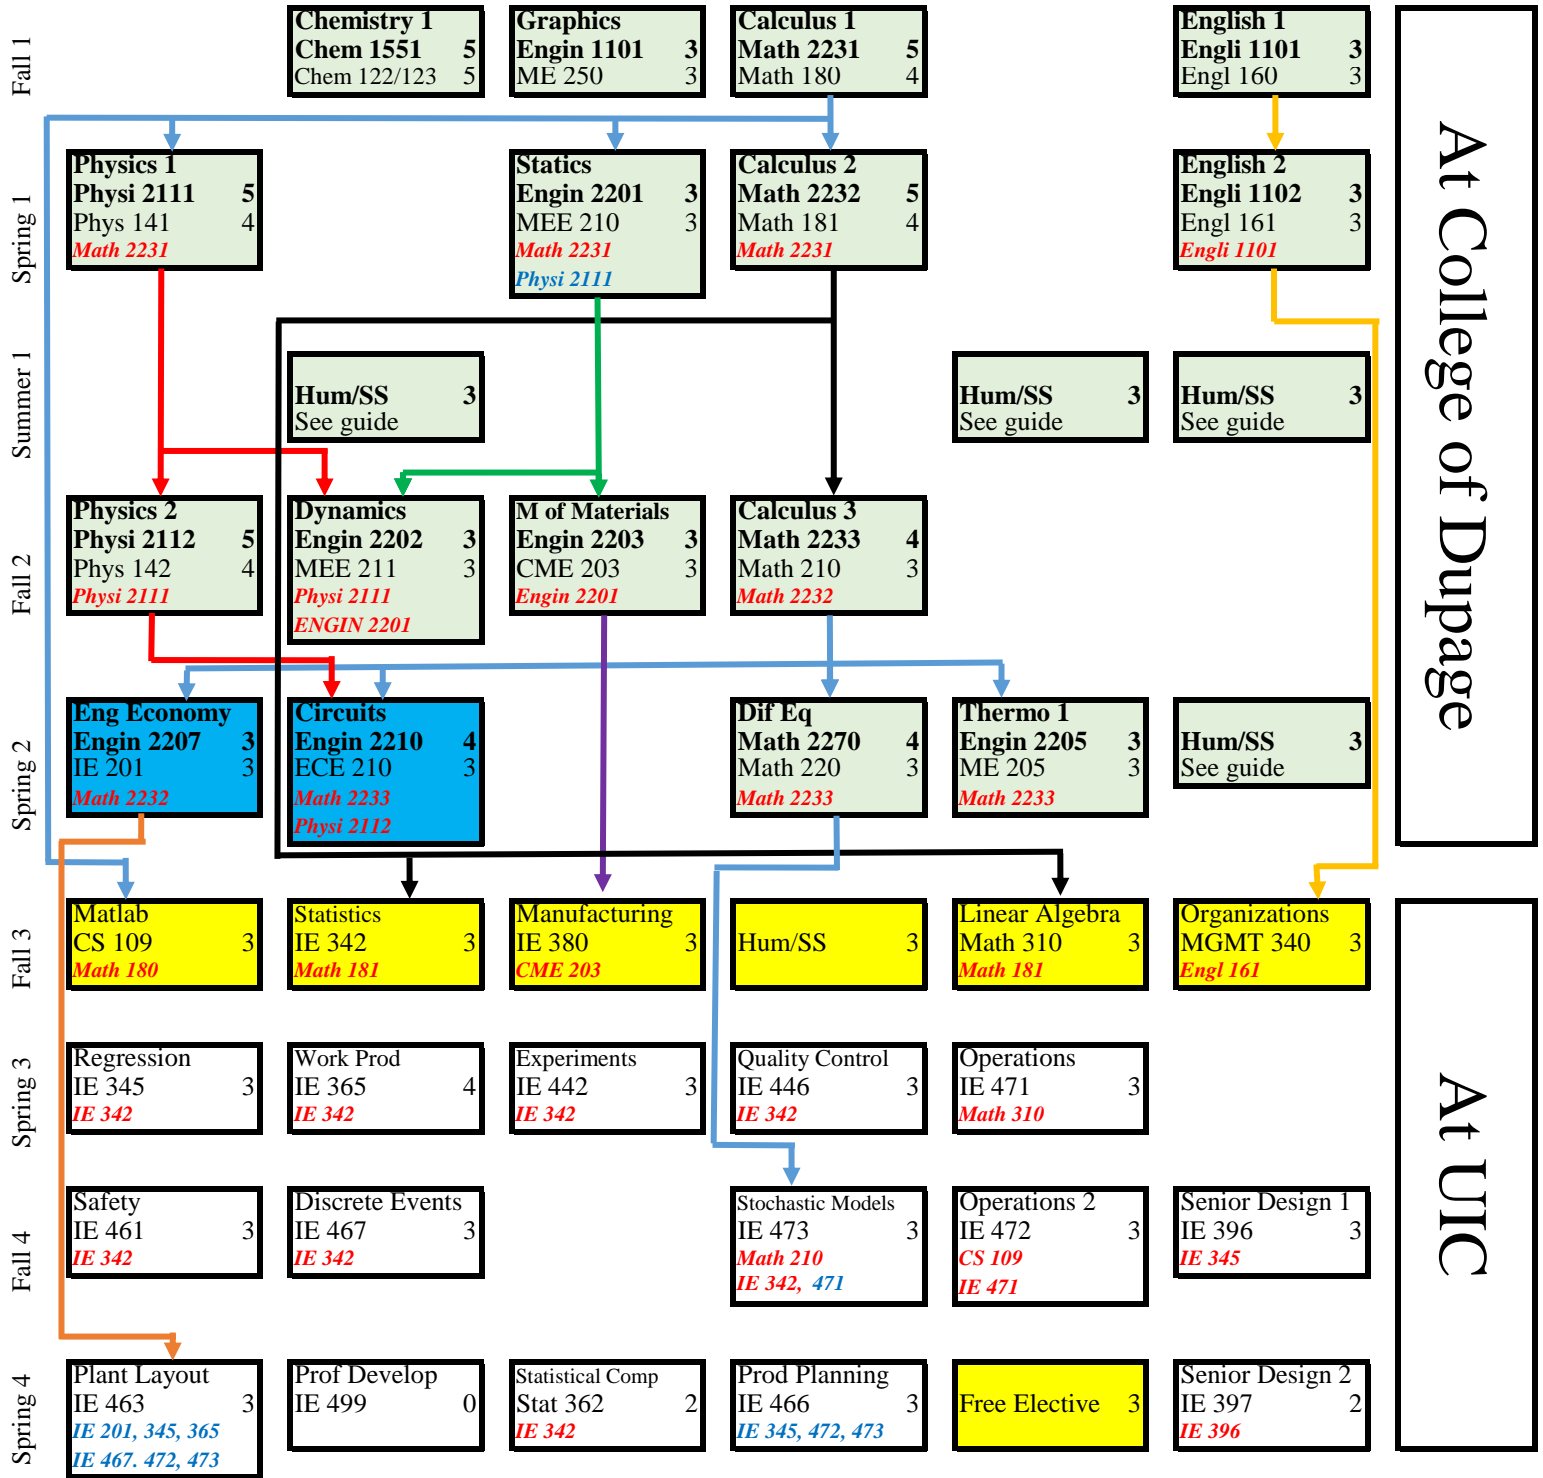 Fall 1
Chemistry 1
Chem 1551 5
Chem 122/123 5
Graphics
Engin 1101 3
ME 250 3
Calculus 1
Math 2231 5
Math 180 4
English 1
Engli 1101 3
Engl 160 3
At College of Dupage
Spring 1
Physics 1
Physi 2111 5
Phys 141 4
Math 2231
Statics
Engin 2201 3
MEE 210 3
Math 2231
Physi 2111
Calculus 2
Math 2232 5
Math 181 4
Math 2231
English 2
Engli 1102 3
Engl 161 3
Engli 1101
Summer 1
Hum/SS 3
See guide
Hum/SS 3
See guide
Hum/SS 3
See guide
Fall 2
Physics 2
Physi 2112 5
Phys 142 4
Physi 2111
Dynamics
Engin 2202 3
MEE 211 3
Physi 2111
ENGIN 2201
M of Materials
Engin 2203 3
CME 203 3
Engin 2201
Calculus 3
Math 2233 4
Math 210 3
Math 2232
Spring 2
Eng Economy
Engin 2207 3
IE 201 3
Math 2232
Circuits
Engin 2210 4
ECE 210 3
Math 2233
Physi 2112
Dif Eq
Math 2270 4
Math 220 3
Math 2233
Thermo 1
Engin 2205 3
ME 205 3
Math 2233
Hum/SS 3
See guide
Fall 3
Matlab
CS 109 3
Math 180
Statistics
IE 342 3
Math 181
Manufacturing
IE 380 3
CME 203
Hum/SS 3
Linear Algebra
Math 310 3
Math 181
Organizations
MGMT 340 3
Engl 161
At UIC
Spring 3
Regression
IE 345 3
IE 342
Work Prod
IE 365 4
IE 342
Experiments
IE 442 3
IE 342
Quality Control
IE 446 3
IE 342
Operations
IE 471 3
Math 310
Fall 4
Safety
IE 461 3
IE 342
Discrete Events
IE 467 3
IE 342
Stochastic Models
IE 473 3
Math 210
IE 342, 471
Operations 2
IE 472 3
CS 109
IE 471
Senior Design 1
IE 396 3
IE 345
Spring 4
Plant Layout
IE 463 3
IE 201, 345, 365
IE 467. 472, 473
Prof Develop
IE 499 0
Statistical Comp
Stat 362 2
IE 342
Prod Planning
IE 466 3
IE 345, 472, 473
Free Elective 3
Senior Design 2
IE 397 2
IE 396